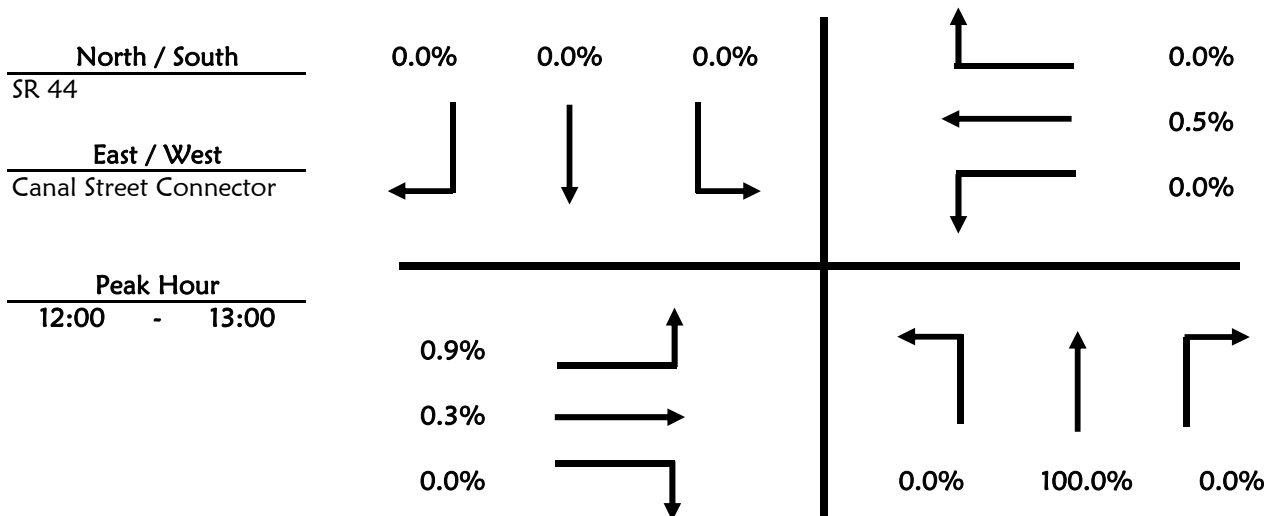 North / South
SR 44
East / West
Canal Street Connector
Peak Hour
12:00 - 13:00
0.0% 0.0% 0.0%
0.0%
0.5%
0.0%
0.9%
0.3%
0.0%
0.0% 100.0% 0.0%